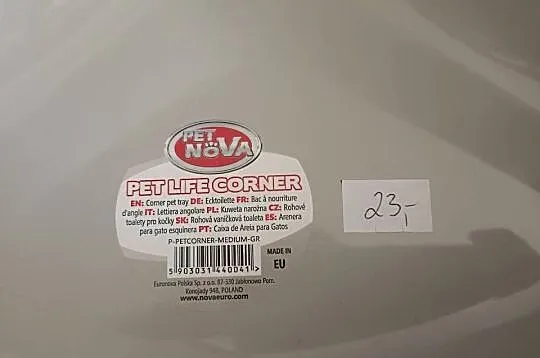 PET
NOVA
PET LIFE CORNER
EN: Corner pet tray DE: Ecktoilette FR: Bac à nourriture
d'angle IT: Lettiera angolare PL: Kuweta narożna CZ: Rohové
toalety pro kočky SK: Rohová vaničková toaleta ES: Arenera
para gato esquinera PT: Caixa de Areia para Gatos
P-PETCORNER-MEDIUM-GR
5 903031 440041 >
MADE IN
EU
Euronova Polska Sp. z o.o. 07-530 Jabłonowo Pom.
Konojady 94B, POLAND
www.novaeuro.com
23,-